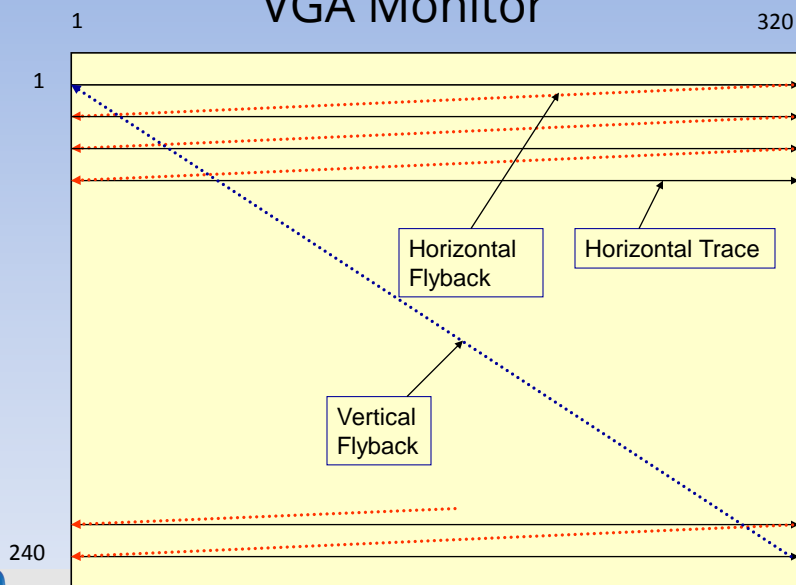 VGA Monitor
1
320
1
Horizontal
Flyback
Horizontal Trace
Vertical
Flyback
240